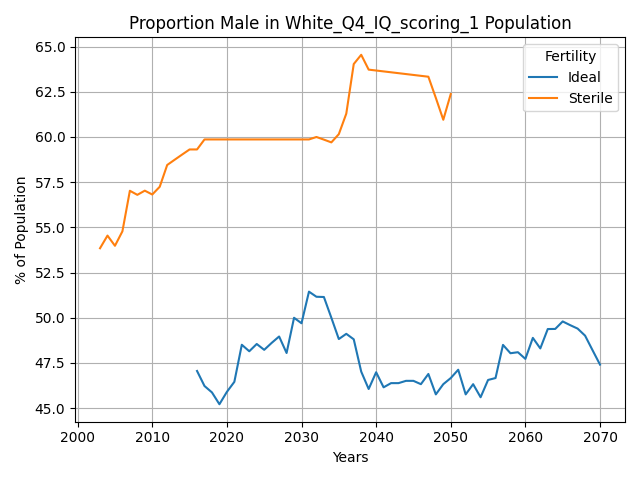 Proportion Male in White_Q4_IQ_scoring_1 Population
Fertility
Ideal
Sterile
65.0
62.5
60.0
57.5
55.0
52.5
50.0
47.5
45.0
% of Population
2000
2010
2020
2030
2040
2050
2060
2070
Years